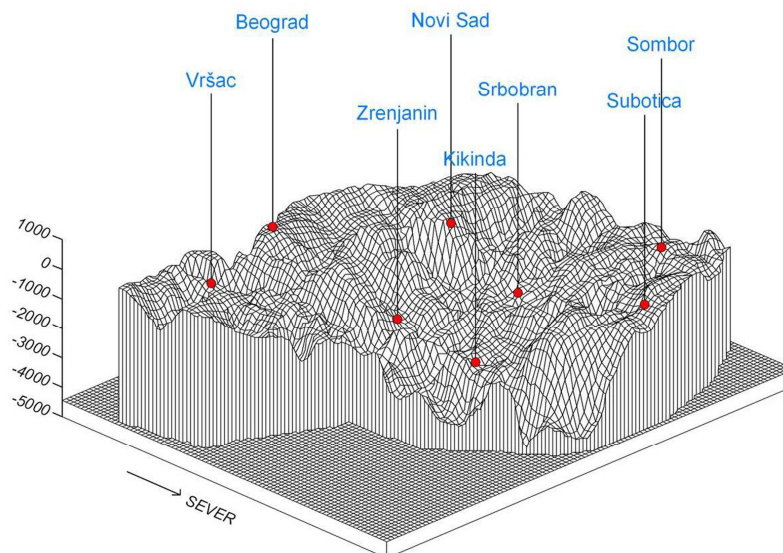 Beograd
Novi Sad
Sombor
Vršac
Srbobran
Subotica
Zrenjanin
Kikinda
1000
0
-1000
-2000
-3000
-4000
-5000
SEVER